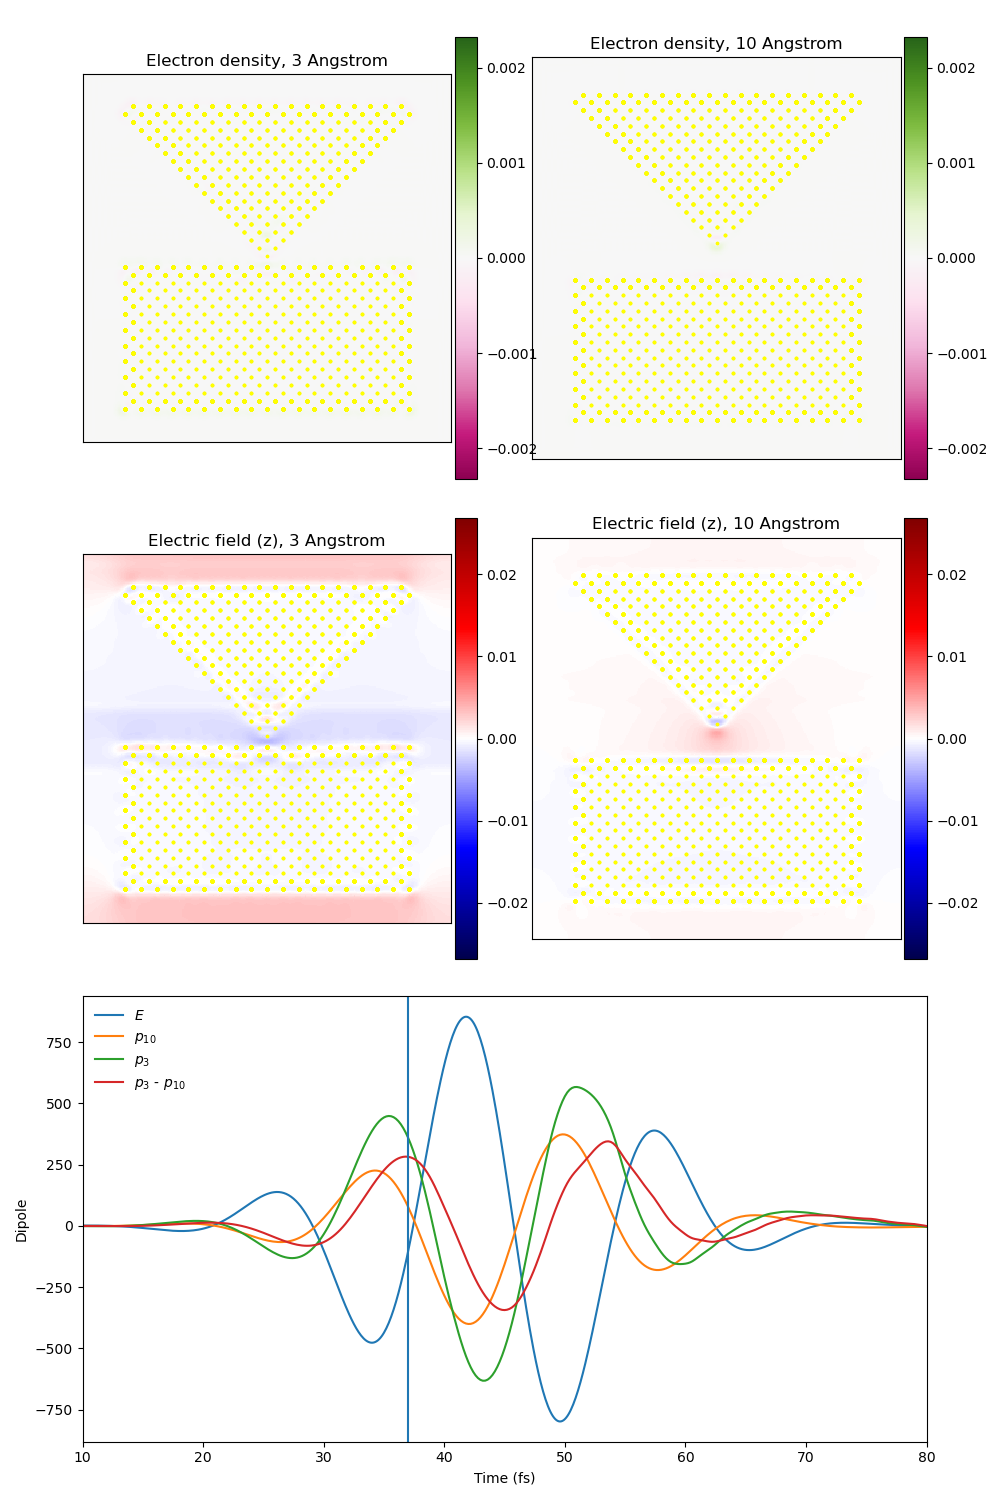 Electron density, 3 Angstrom
0.002
0.001
0.000
−0.001
−0.002
Electron density, 10 Angstrom
0.002
0.001
0.000
−0.001
−0.002
Electric field (z), 3 Angstrom
0.02
0.01
0.00
−0.01
−0.02
Electric field (z), 10 Angstrom
0.02
0.01
0.00
−0.01
−0.02
E
p10
p3
p3 - p10
Dipole
750
500
250
0
−250
−500
−750
10 20 30 40 50 60 70 80
Time (fs)